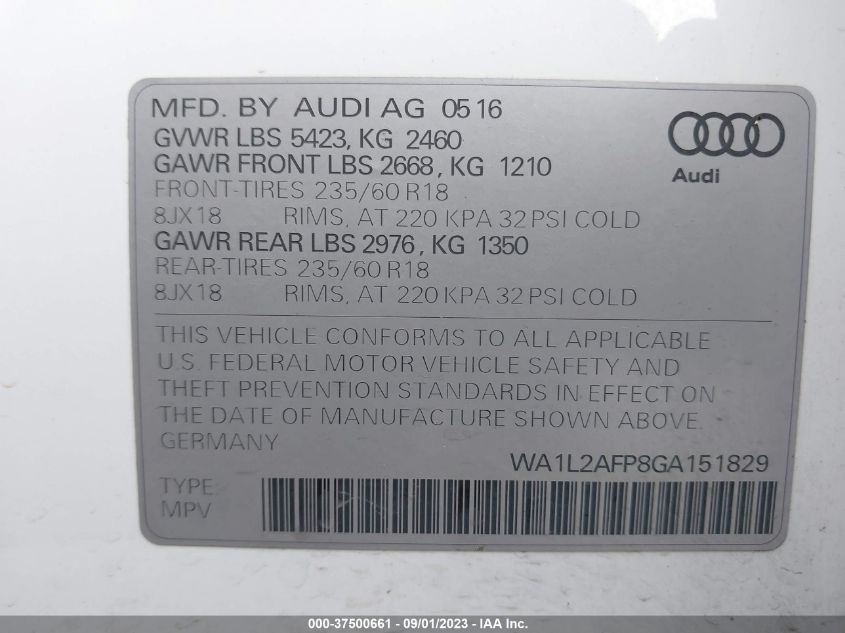 MFD. BY AUDI AG 05 16
GVWR LBS 5423, KG 2460
GAWR FRONT LBS 2668, KG 1210
FRONT-TIRES 235/60 R18
8JX18 RIMS, AT 220 KPA 32 PSI COLD
GAWR REAR LBS 2976, KG 1350
REAR-TIRES 235/60 R18
8JX18 RIMS, AT 220 KPA 32 PSI COLD
Audi
THIS VEHICLE CONFORMS TO ALL APPLICABLE
U.S. FEDERAL MOTOR VEHICLE SAFETY AND
THEFT PREVENTION STANDARDS IN EFFECT ON
THE DATE OF MANUFACTURE SHOWN ABOVE.
GERMANY
WA1L2AFP8GA151829
TYPE:
MPV
000-37500661 - 09/01/2023 - IAAI Inc.